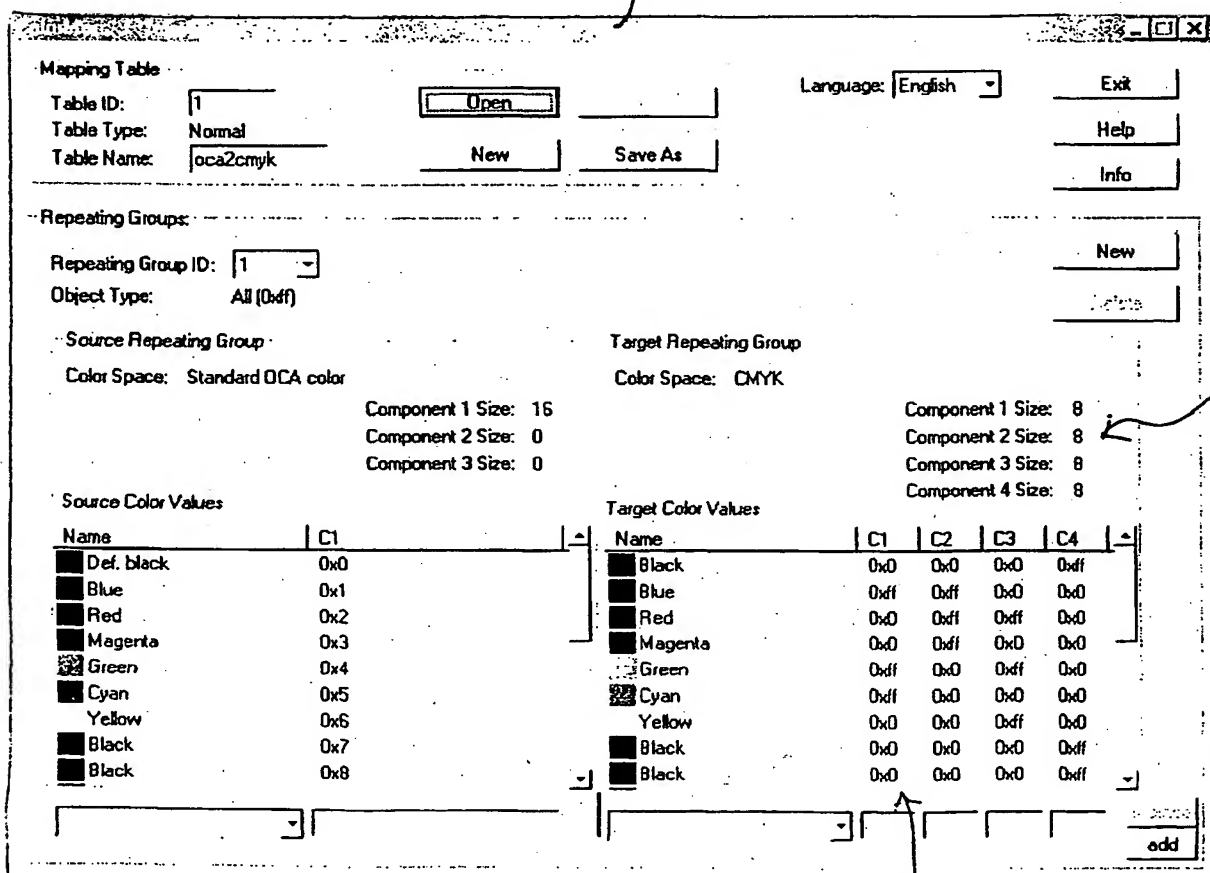 Mapping Table
Table ID: 1
Open
Language: English
Exit
Table Type: Normal
Help
Table Name: oca2cmyk
New
Save As
Info
Repeating Groups:
Repeating Group ID: 1
New
Object Type: All (0xff)
Delete
Source Repeating Group
Target Repeating Group
Color Space: Standard OCA color
Color Space: CMYK
Component 1 Size: 16
Component 1 Size: 8
Component 2 Size: 0
Component 2 Size: 8
Component 3 Size: 0
Component 3 Size: 8
Component 4 Size: 8
Source Color Values
Target Color Values
Name C1
Name C1 C2 C3 C4
Def. black 0x0
Black 0x0 0x0 0x0 0xff
Blue 0x1
Blue 0xff 0xff 0x0 0x0
Red 0x2
Red 0x0 0xff 0xff 0x0
Magenta 0x3
Magenta 0x0 0xff 0x0 0x0
Green 0x4
Green 0xff 0x0 0xff 0x0
Cyan 0x5
Cyan 0xff 0x0 0x0 0x0
Yellow 0x6
Yellow 0x0 0x0 0xff 0x0
Black 0x7
Black 0x0 0x0 0x0 0xff
Black 0x8
Black 0x0 0x0 0x0 0xff
add